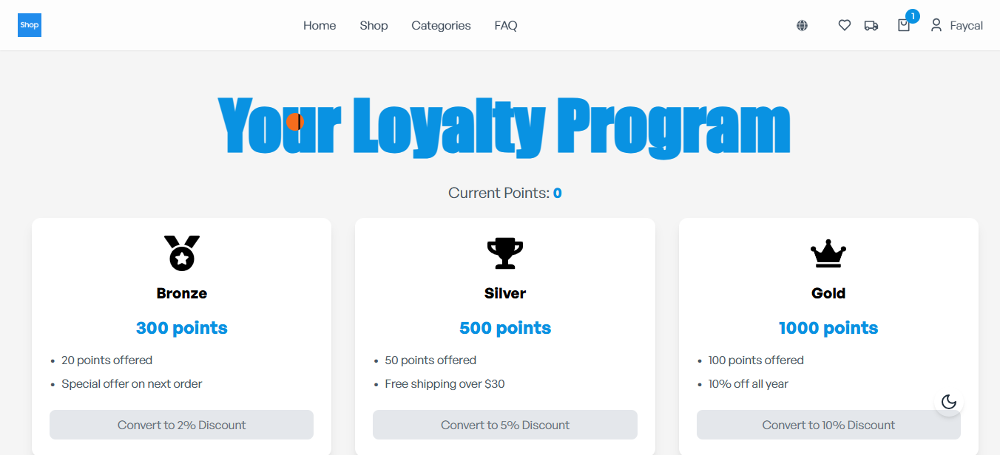 Shop
Home Shop Categories FAQ
1
Faycal
Your Loyalty Program
Current Points: 0
Bronze
300 points
• 20 points offered
• Special offer on next order
Convert to 2% Discount
Silver
500 points
• 50 points offered
• Free shipping over $30
Convert to 5% Discount
Gold
1000 points
• 100 points offered
• 10% off all year
Convert to 10% Discount